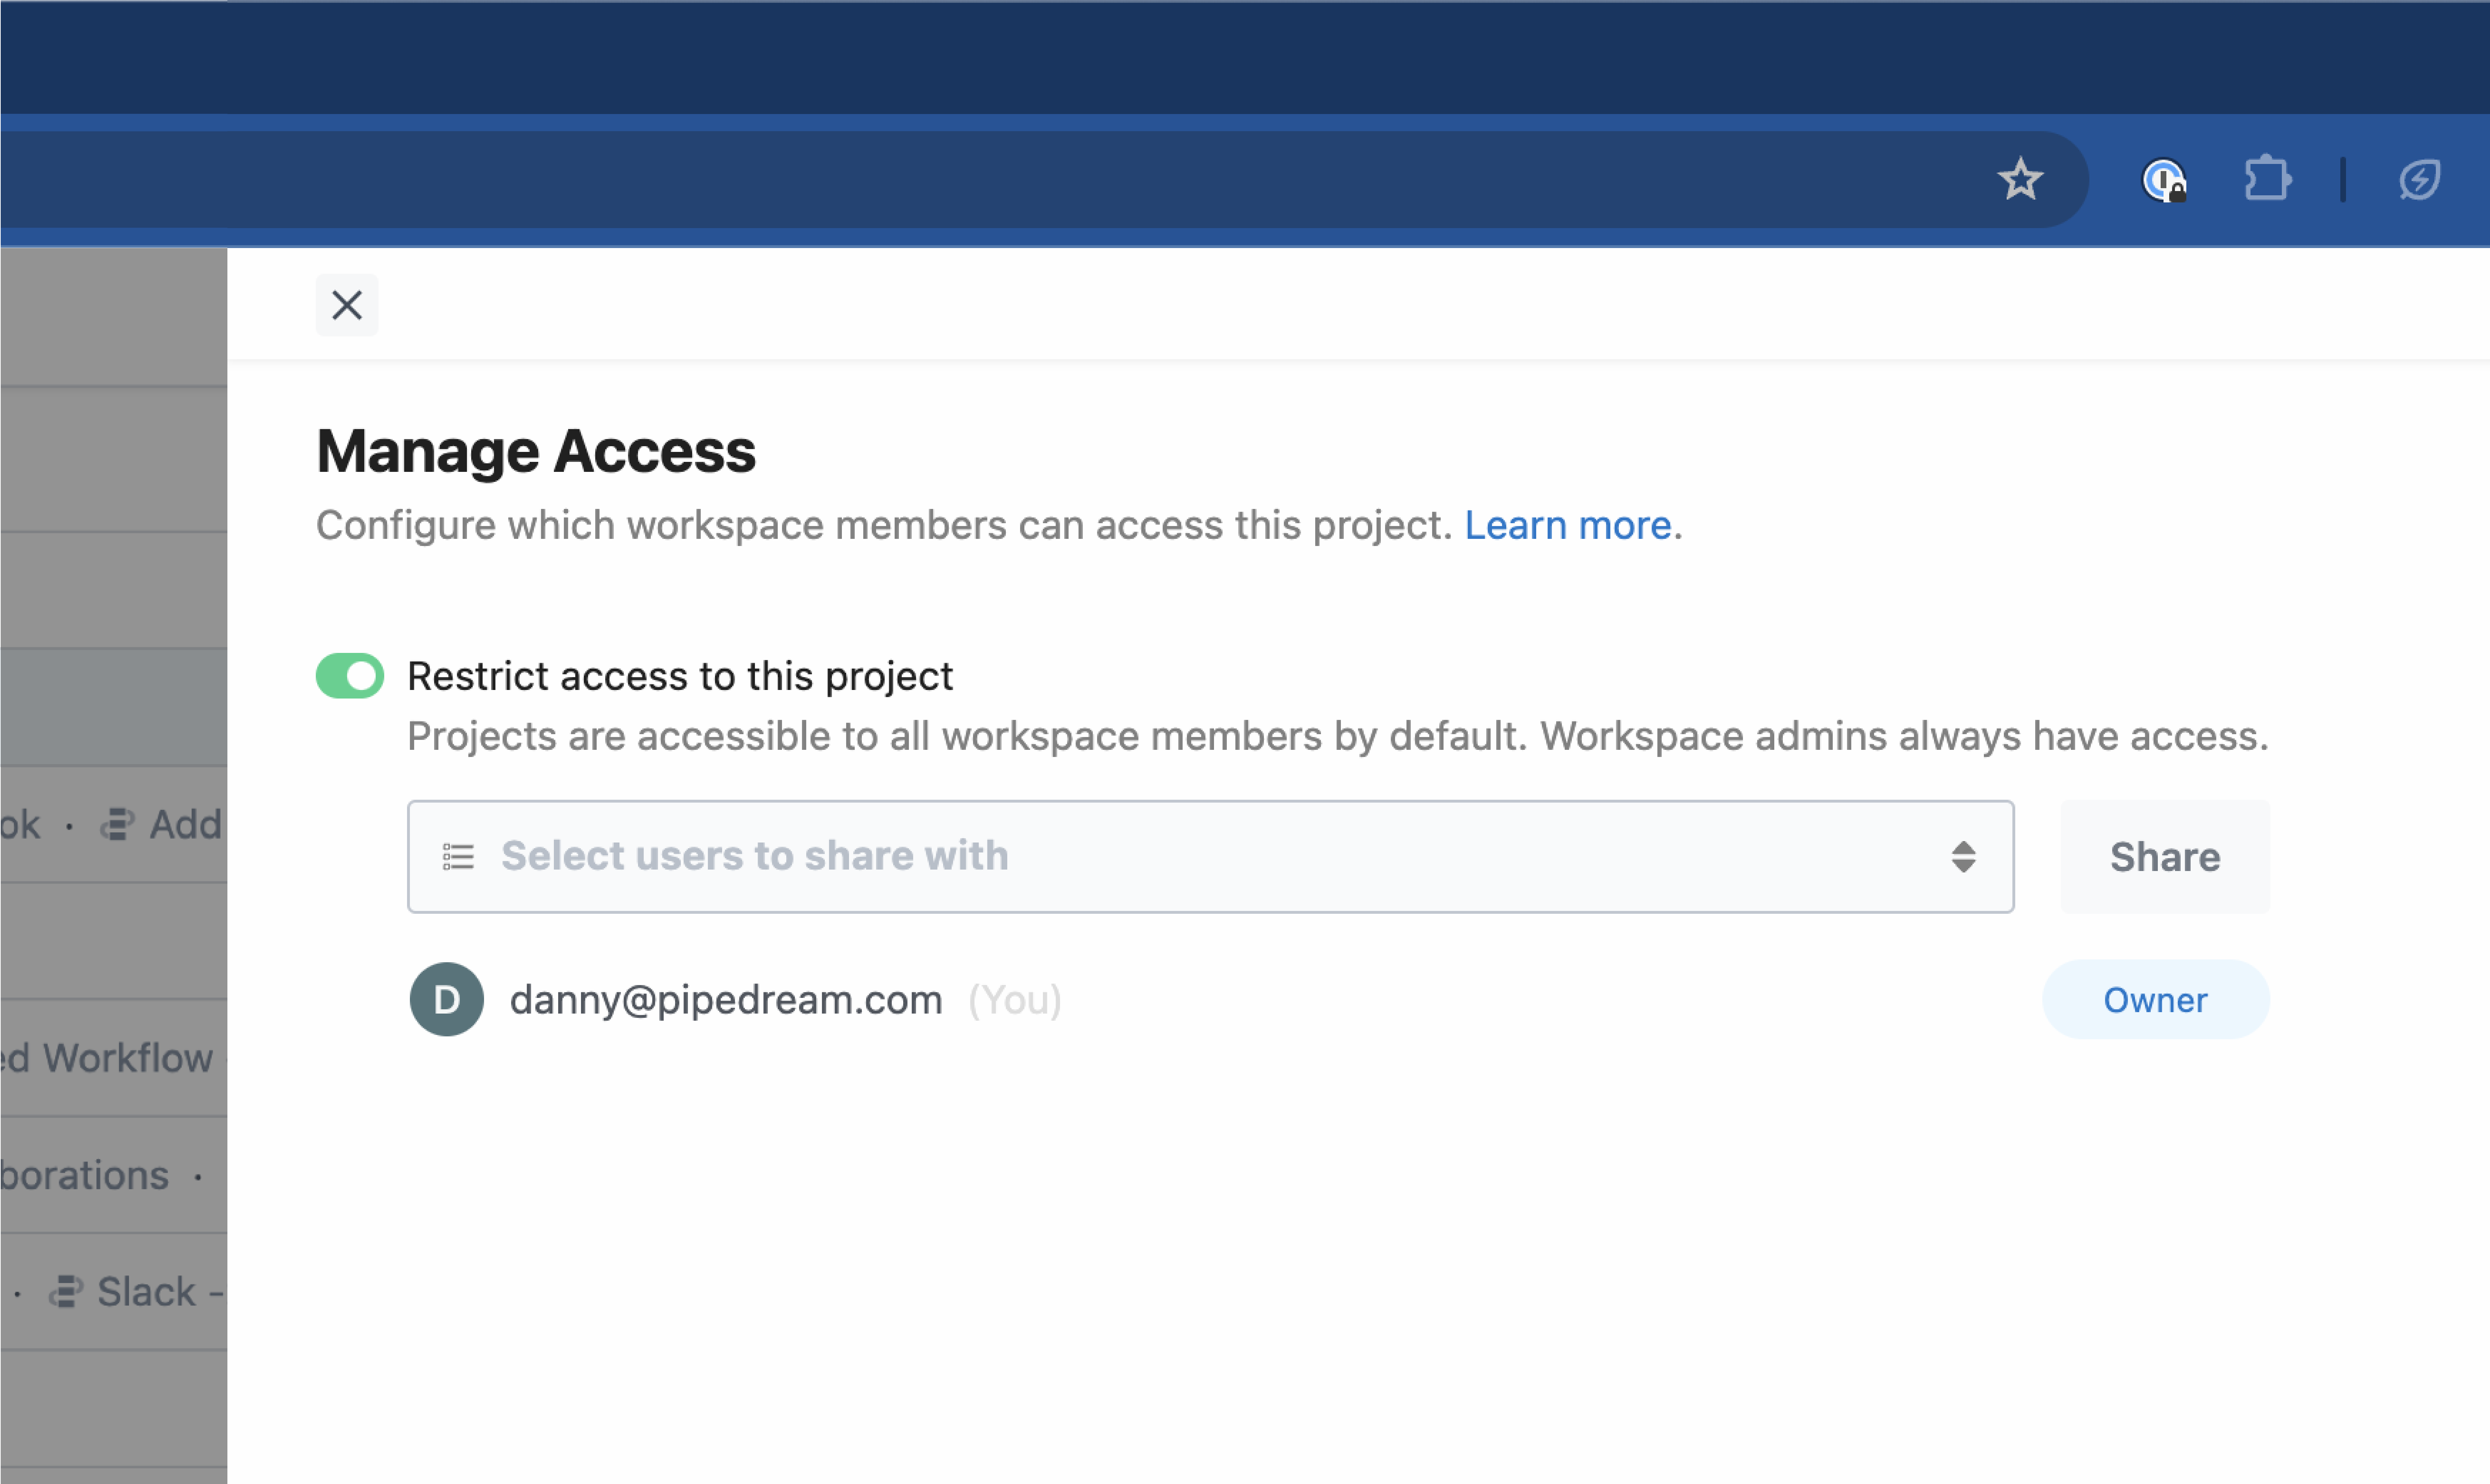 Manage Access
Configure which workspace members can access this project. Learn more.
Restrict access to this project
Projects are accessible to all workspace members by default. Workspace admins always have access.
Select users to share with
Share
D
danny@pipedream.com (You)
Owner
ok · Add
ed Workflow
borations ·
· Slack -